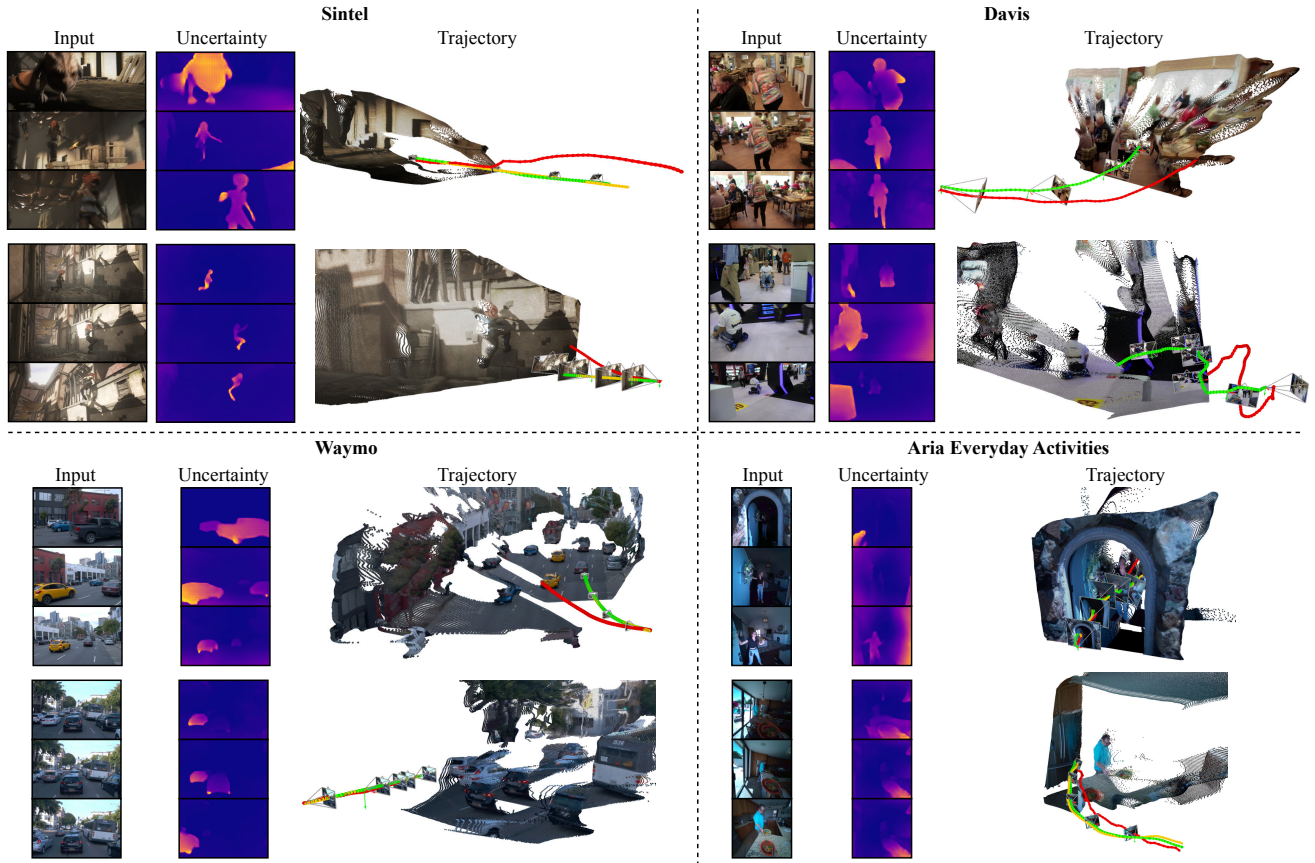 Sintel
Input Uncertainty Trajectory
Davis
Input Uncertainty Trajectory
Waymo
Input Uncertainty Trajectory
Aria Everyday Activities
Input Uncertainty Trajectory